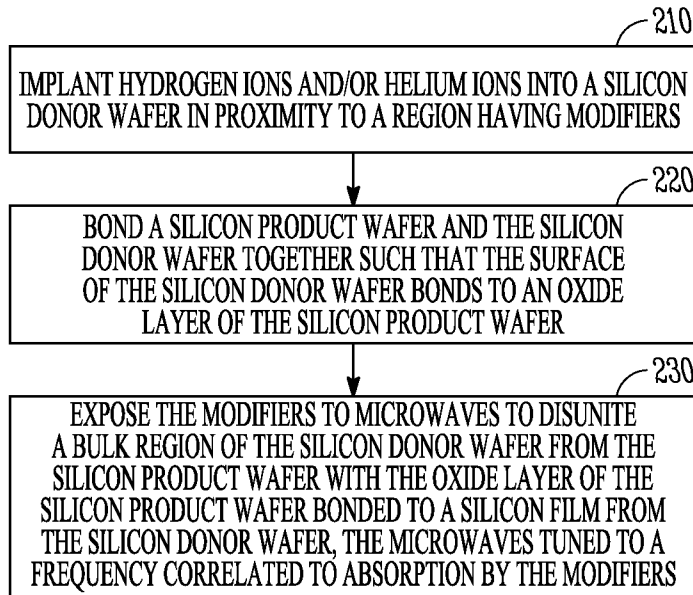 210
IMPLANT HYDROGEN IONS AND/OR HELIUM IONS INTO A SILICON
DONOR WAFER IN PROXIMITY TO A REGION HAVING MODIFIERS
220
BOND A SILICON PRODUCT WAFER AND THE SILICON
DONOR WAFER TOGETHER SUCH THAT THE SURFACE
OF THE SILICON DONOR WAFER BONDS TO AN OXIDE
LAYER OF THE SILICON PRODUCT WAFER
230
EXPOSE THE MODIFIERS TO MICROWAVES TO DISUNITE
A BULK REGION OF THE SILICON DONOR WAFER FROM THE
SILICON PRODUCT WAFER WITH THE OXIDE LAYER OF THE
SILICON PRODUCT WAFER BONDED TO A SILICON FILM FROM
THE SILICON DONOR WAFER, THE MICROWAVES TUNED TO A
FREQUENCY CORRELATED TO ABSORPTION BY THE MODIFIERS